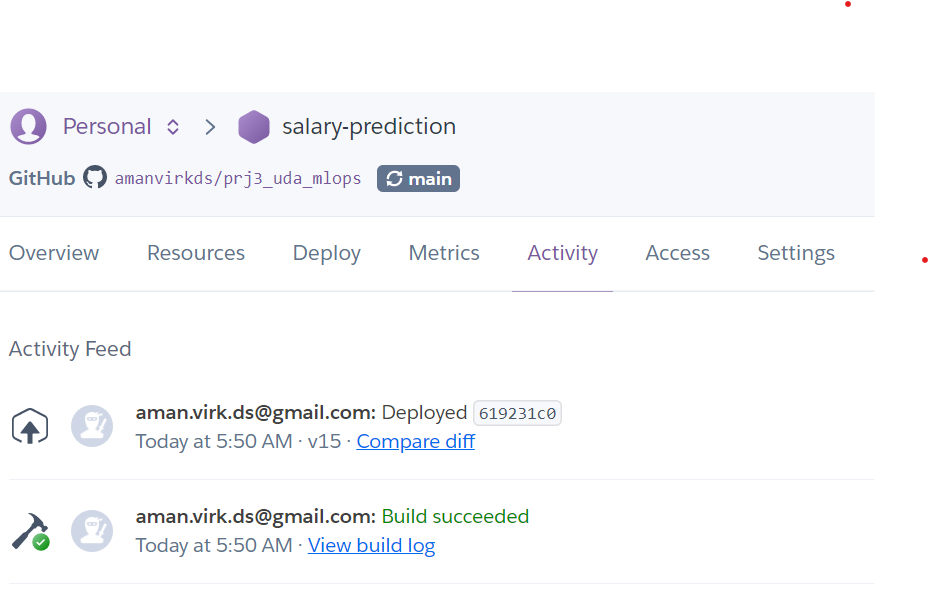 Personal salary-prediction
GitHub amanvirkds/prj3_uda_mlops main
Overview Resources Deploy Metrics Activity Access Settings
Activity Feed
aman.virk.ds@gmail.com: Deployed 619231c0
Today at 5:50 AM · v15 · Compare diff
aman.virk.ds@gmail.com: Build succeeded
Today at 5:50 AM · View build log